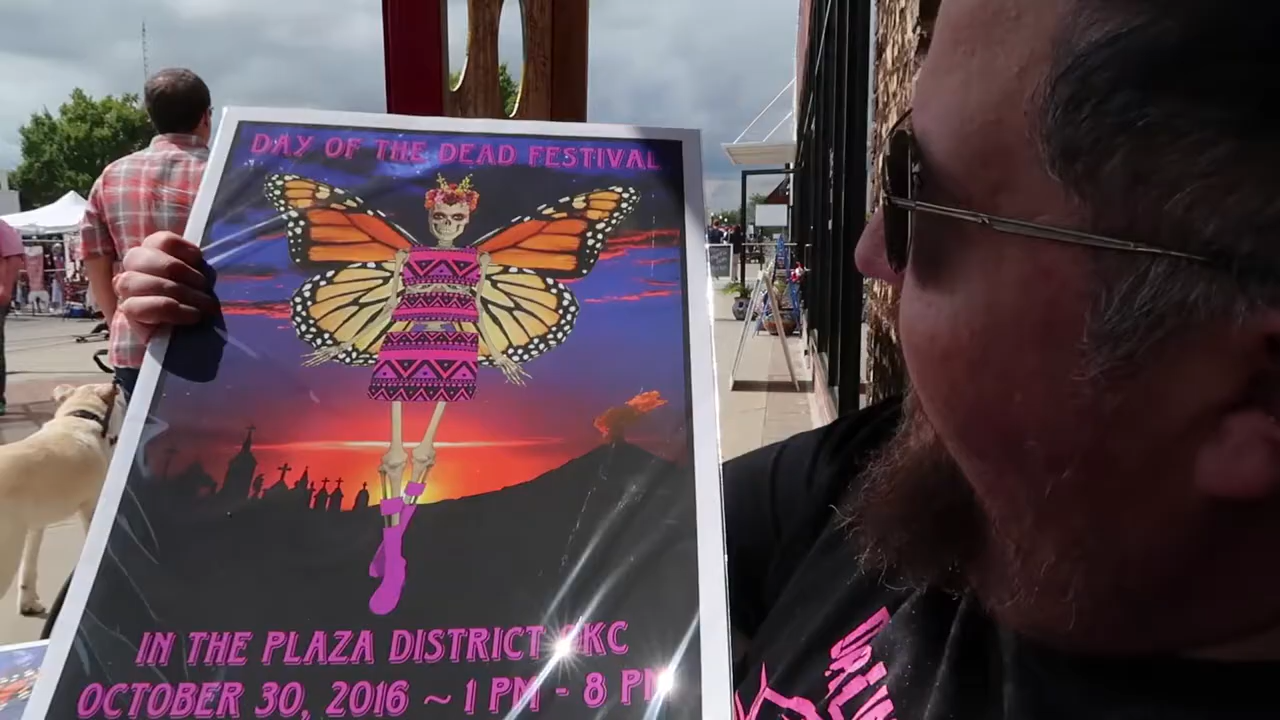 DAY OF THE DEAD FESTIVAL
IN THE PLAZA DISTRICT OKC
OCTOBER 30, 2016 ~ 1 PM - 8 PM